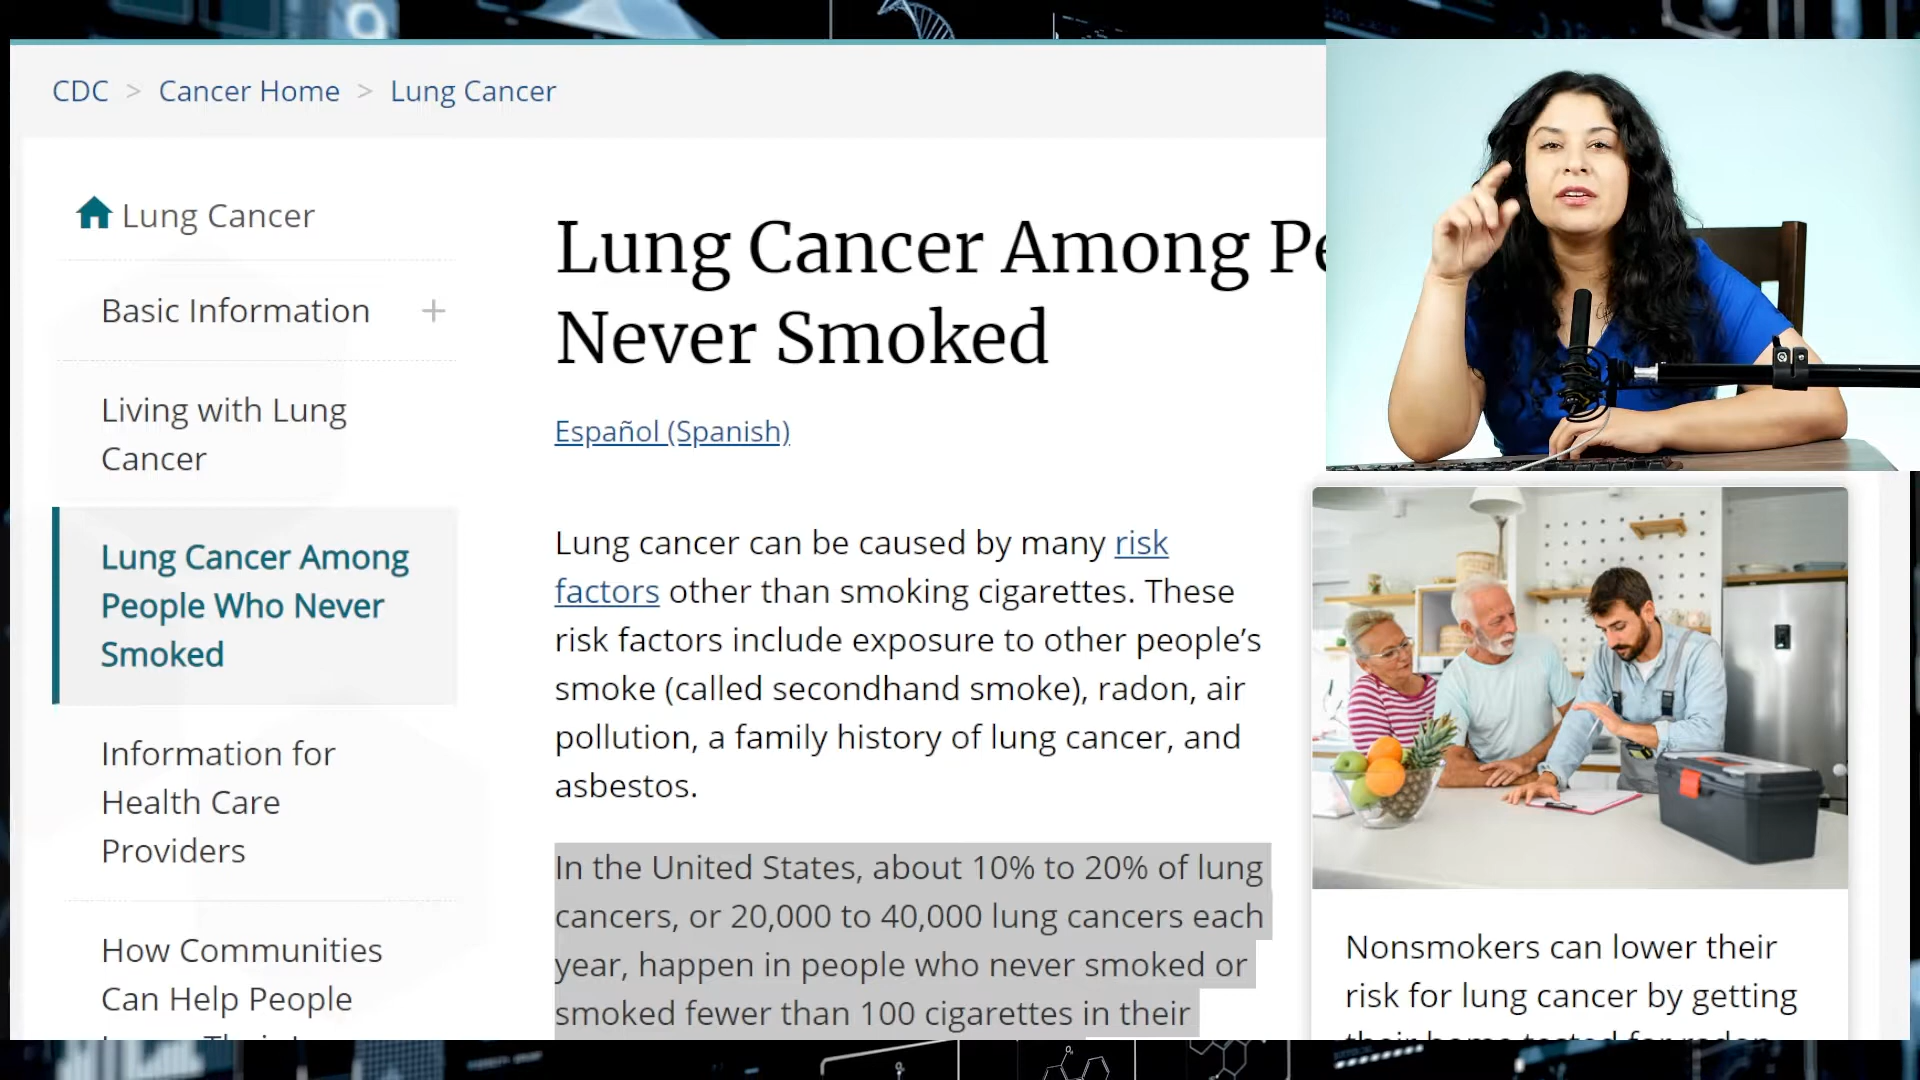 CDC > Cancer Home > Lung Cancer
Lung Cancer
Basic Information +
Living with Lung
Cancer
Lung Cancer Among
People Who Never
Smoked
Information for
Health Care
Providers
How Communities
Can Help People
Lung Cancer Among Pe
Never Smoked
Español (Spanish)
Lung cancer can be caused by many risk
factors other than smoking cigarettes. These
risk factors include exposure to other people’s
smoke (called secondhand smoke), radon, air
pollution, a family history of lung cancer, and
asbestos.
In the United States, about 10% to 20% of lung
cancers, or 20,000 to 40,000 lung cancers each
year, happen in people who never smoked or
smoked fewer than 100 cigarettes in their
Nonsmokers can lower their
risk for lung cancer by getting
their home tested for radon